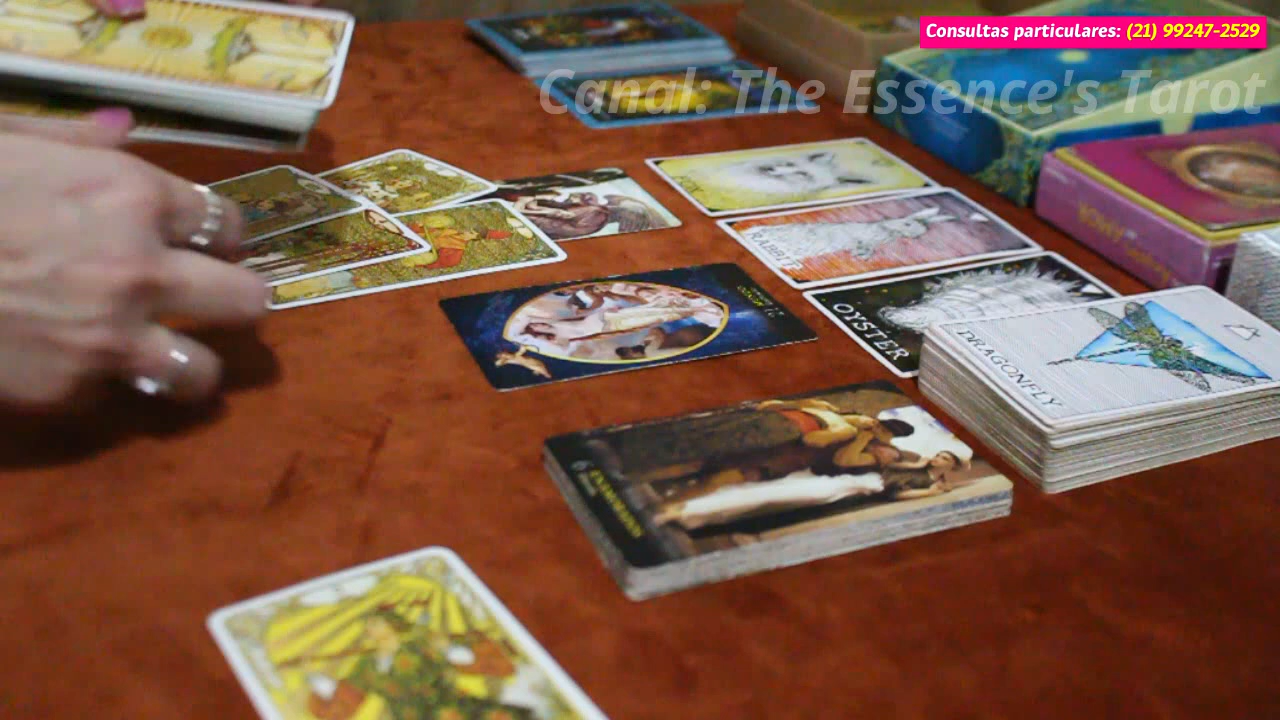 Consultas particulares: (21) 99247-2529
Canal: The Essence's Tarot
RABBIT
OYSTER
DRAGONFLY